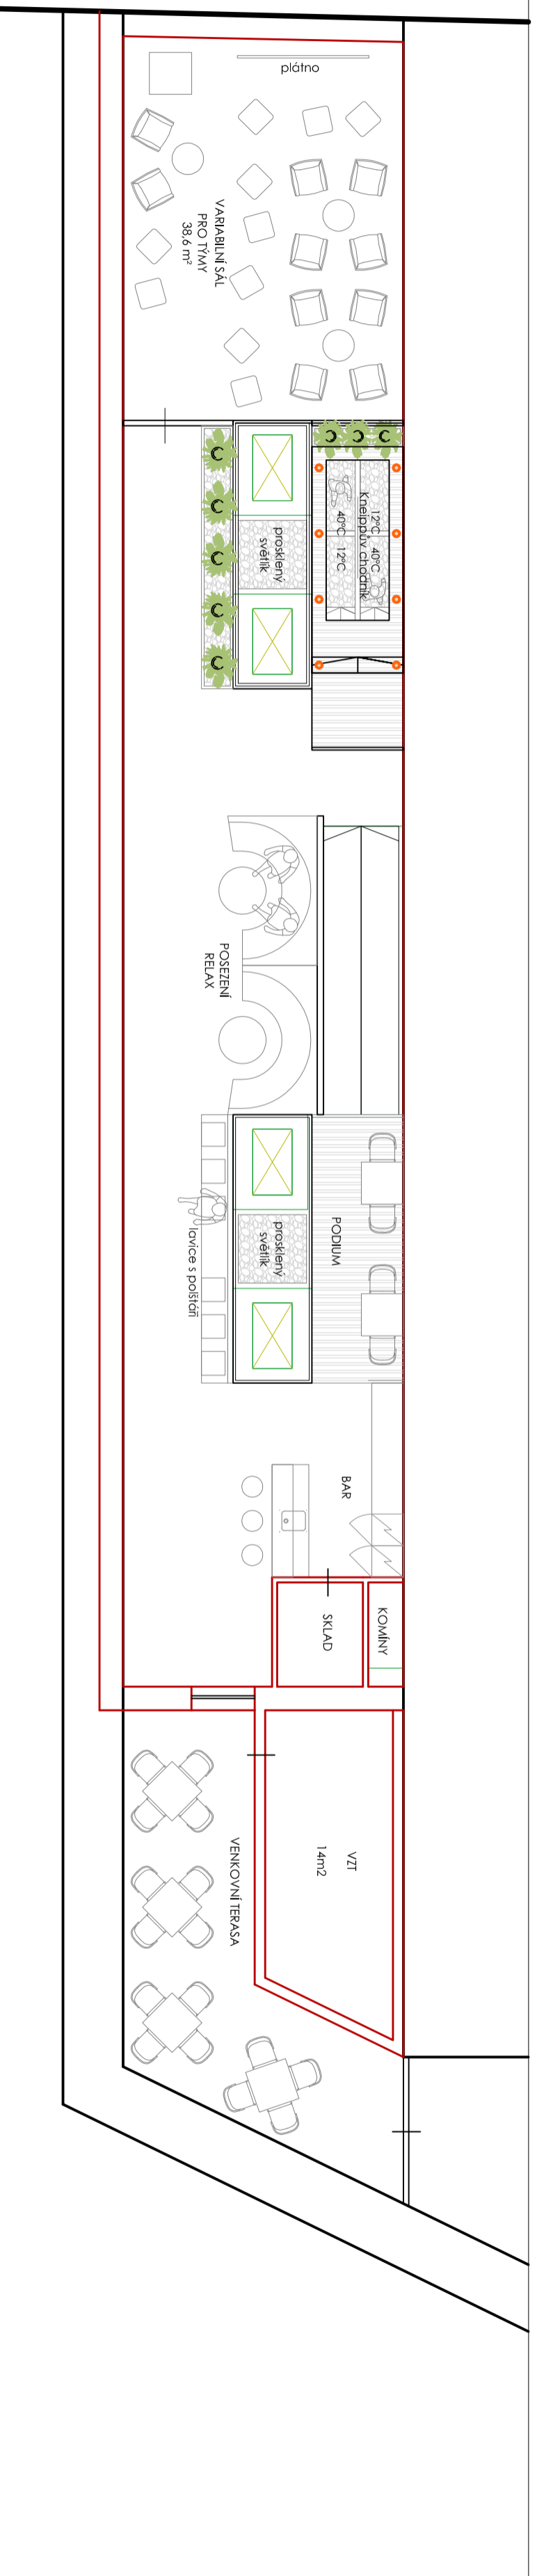 plátno
VARIABILNÍ SÁL
PRO TÝMY
38,6 m²
12°C 40°C
Kneippův chodník
40°C 12°C
prosklený
světlík
POSEZENÍ
RELAX
PODIUM
prosklený
světlík
lavice s polštáři
BAR
KOMÍNY
SKLAD
VZT
14m2
VENKOVNÍ TERASA